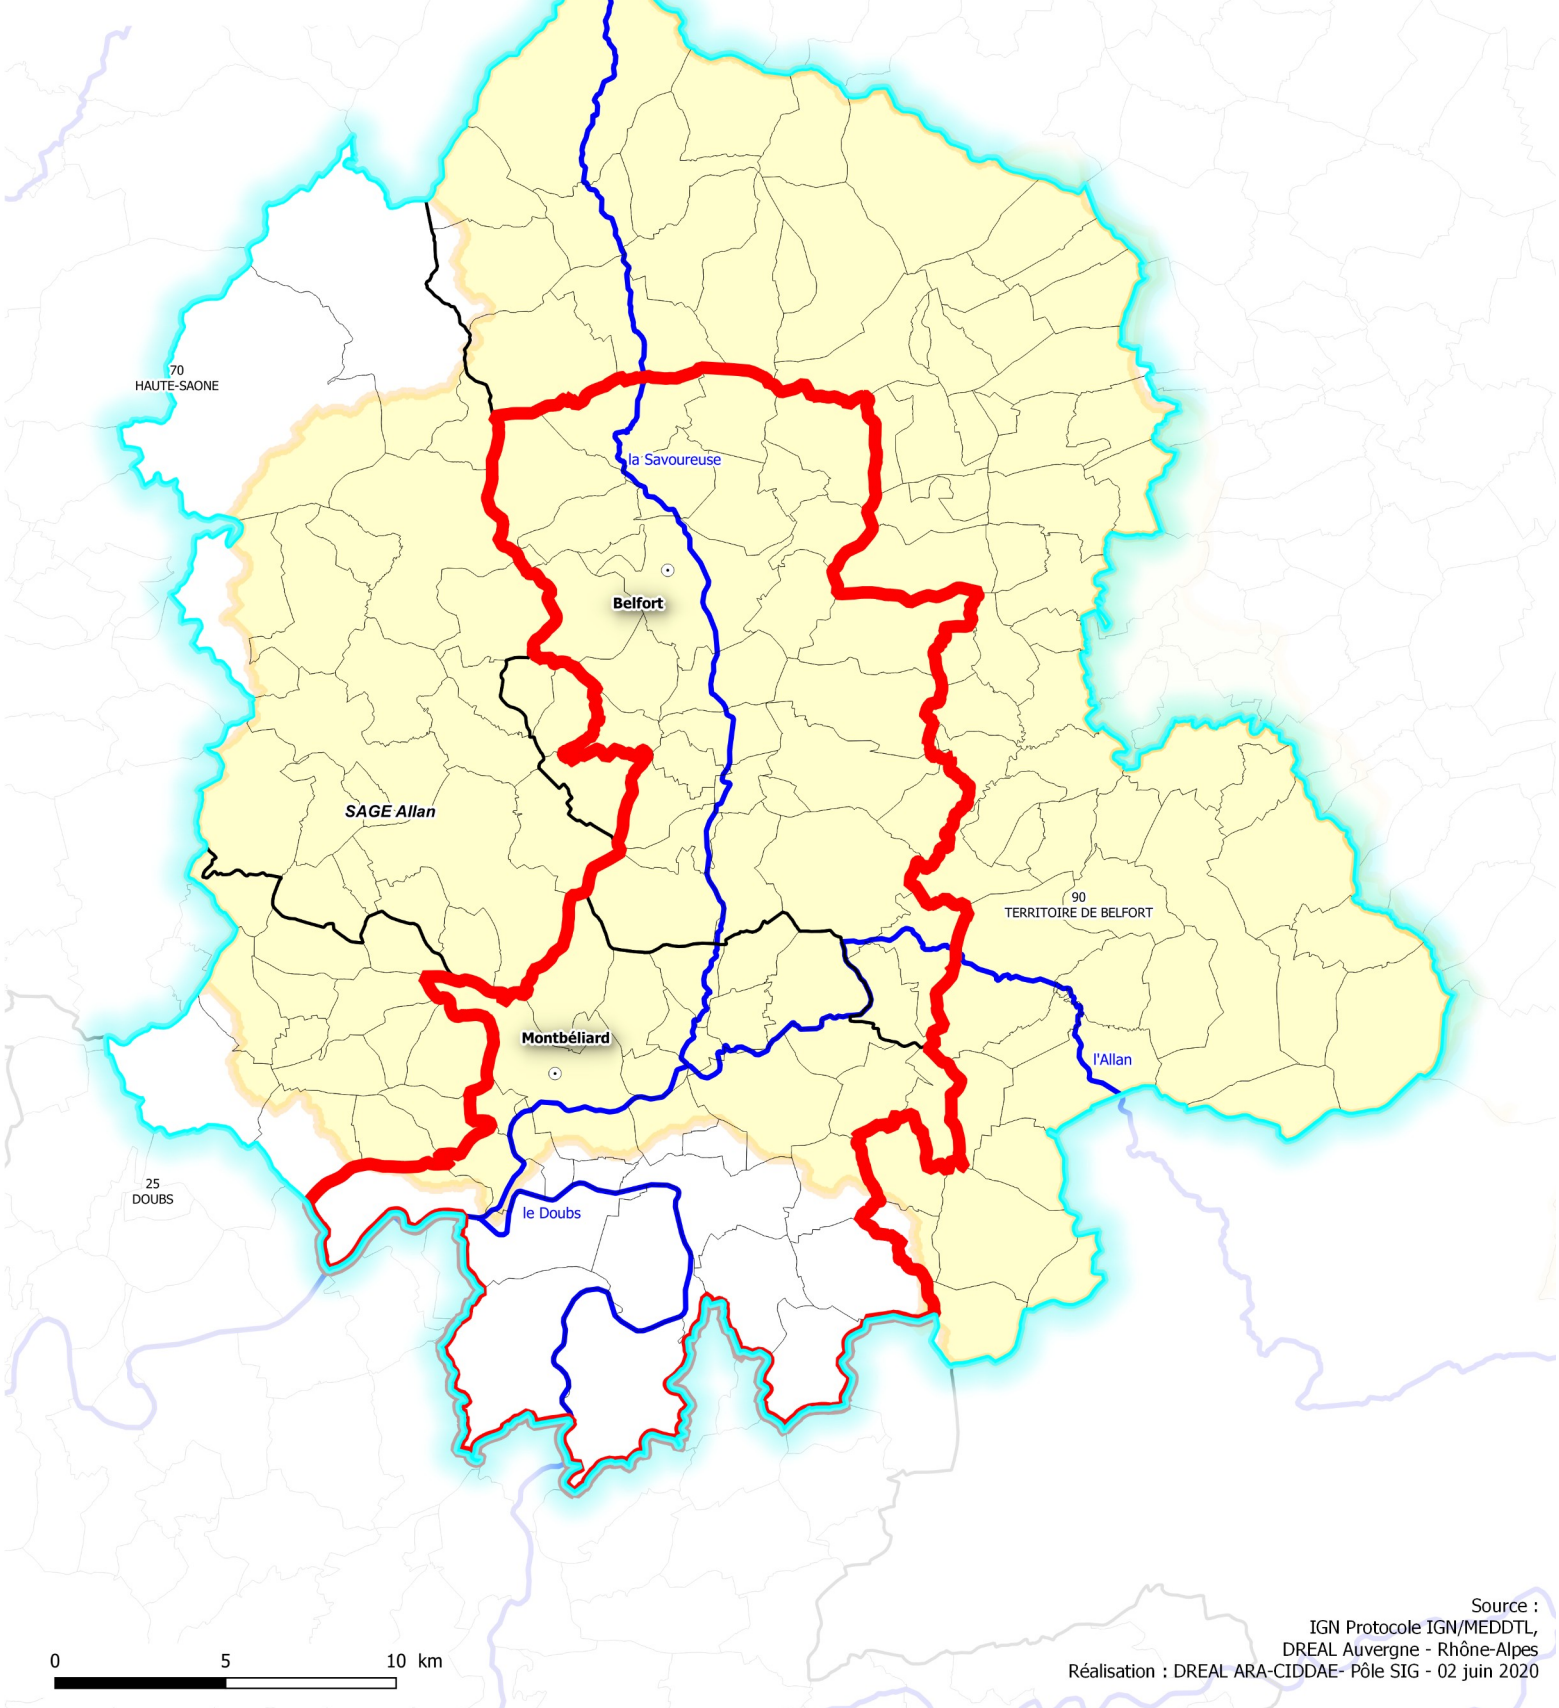 70
HAUTE-SAONE
la Savoureuse
Belfort
SAGE Allan
90
TERRITOIRE DE BELFORT
Montbéliard
l'Allan
25
DOUBS
le Doubs
0 5 10 km
Source :
IGN Protocole IGN/MEDDTL,
DREAL Auvergne - Rhône-Alpes
Réalisation : DREAL ARA-CIDDAE- Pôle SIG - 02 juin 2020